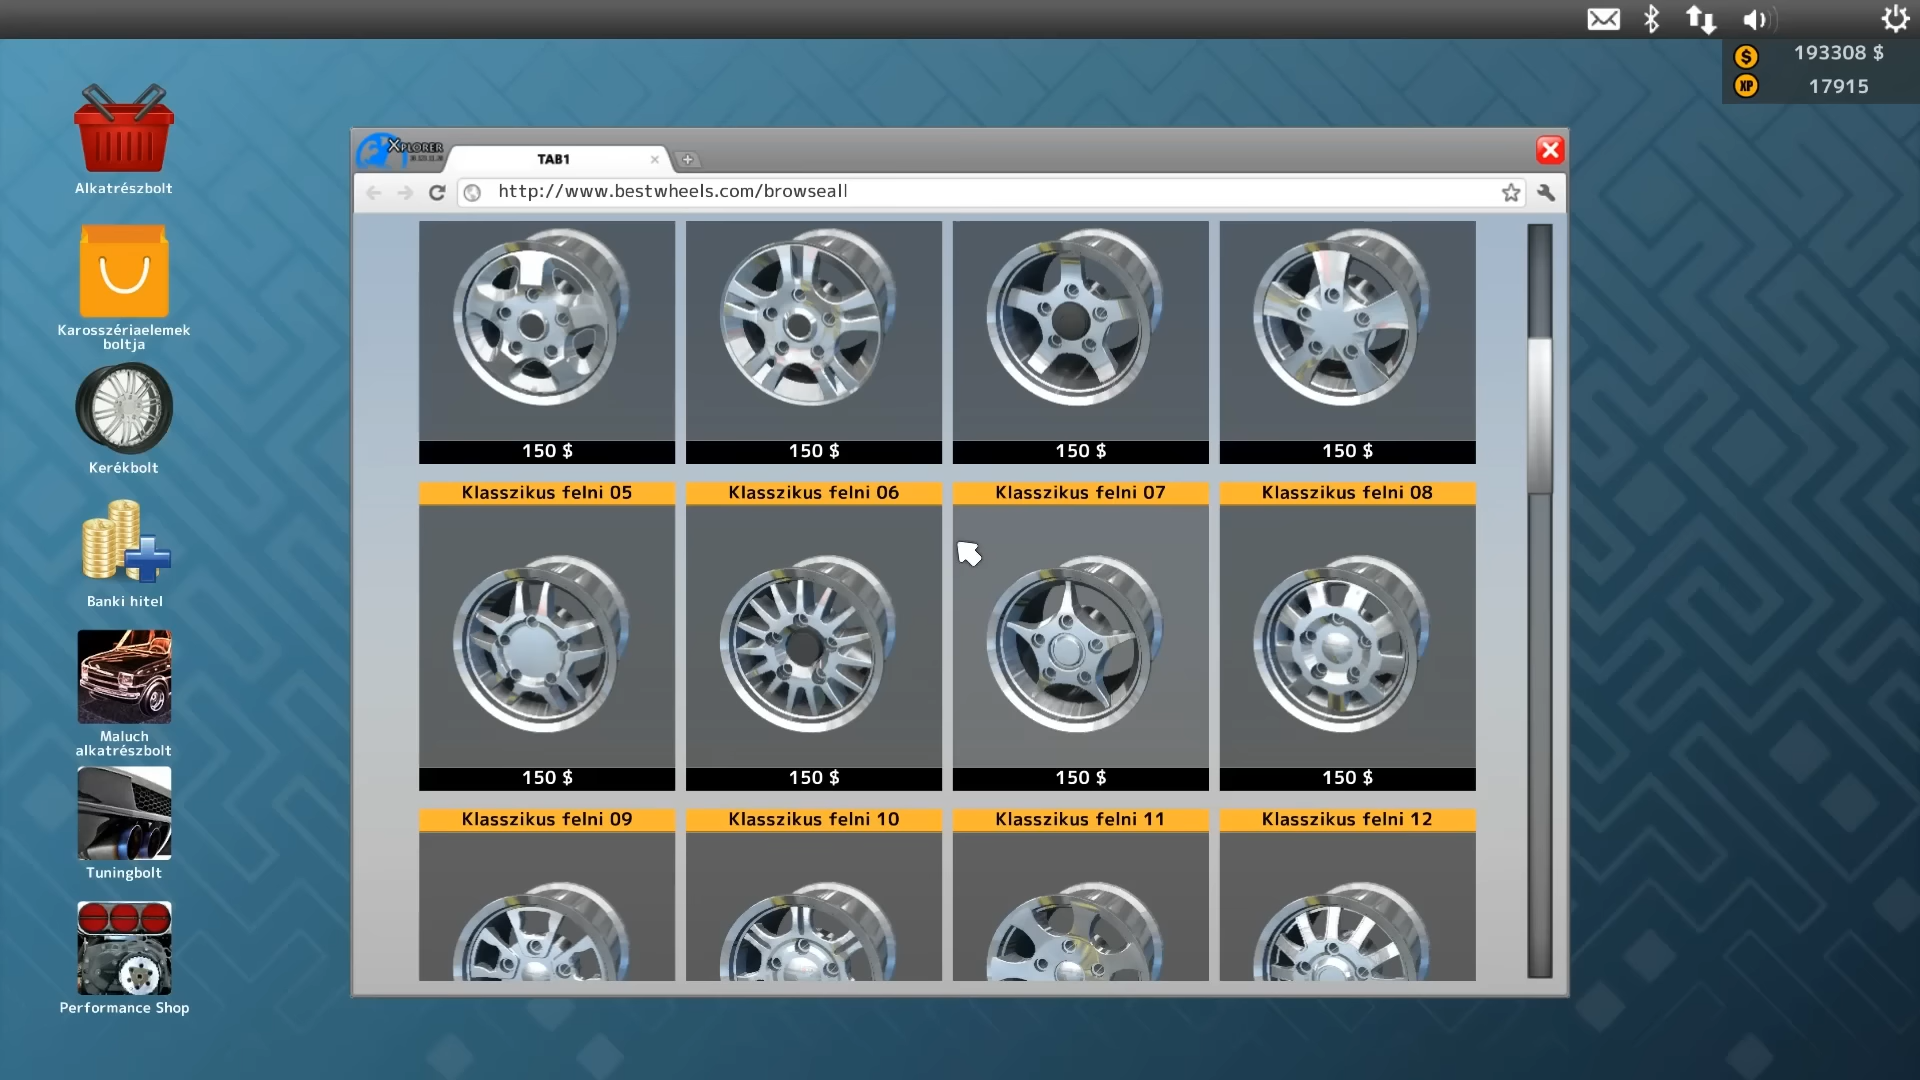 193308 $
XP
17915
XPLORER
TAB1
http://www.bestwheels.com/browseall
Alkatrészbolt
Karosszériaelemek
boltja
Kerékbolt
Banki hitel
Maluch
alkatrészbolt
Tuningbolt
Performance Shop
150 $
150 $
150 $
150 $
Klasszikus felni 05
Klasszikus felni 06
Klasszikus felni 07
Klasszikus felni 08
150 $
150 $
150 $
150 $
Klasszikus felni 09
Klasszikus felni 10
Klasszikus felni 11
Klasszikus felni 12